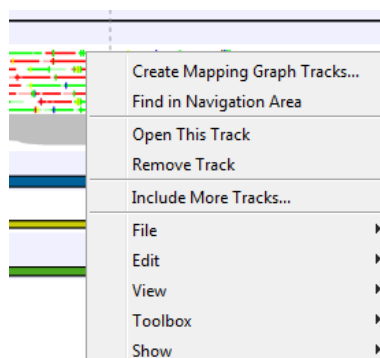 Create Mapping Graph Tracks...
Find in Navigation Area
Open This Track
Remove Track
Include More Tracks...
File
Edit
View
Toolbox
Show